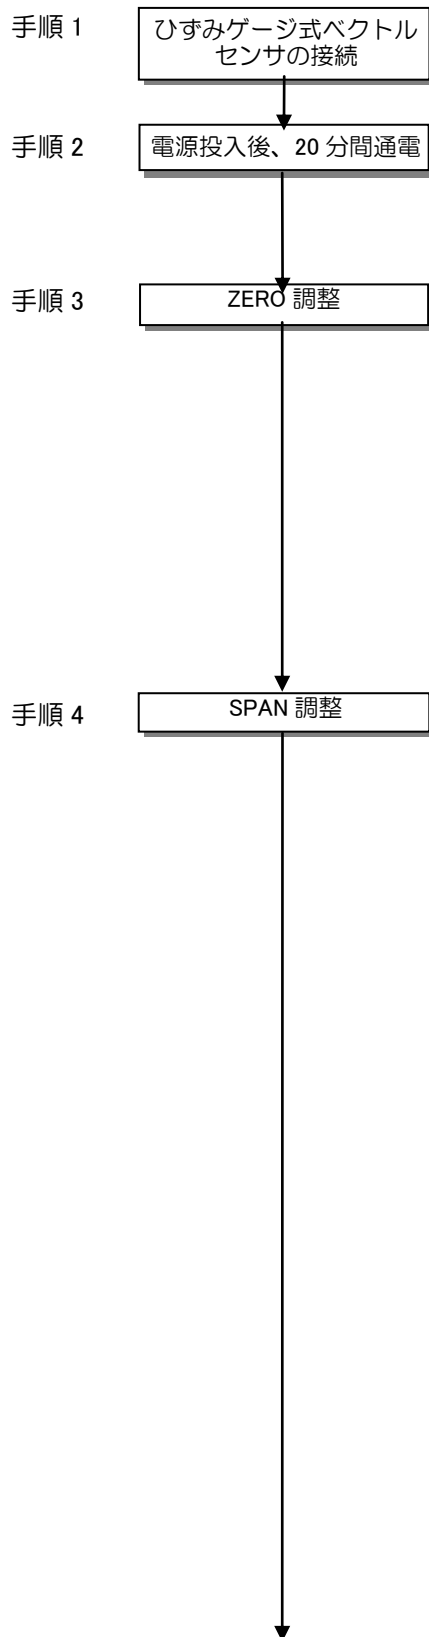 手順 1
ひずみゲージ式ベクトル
センサの接続
手順 2
電源投入後、20 分間通電
手順 3
ZERO 調整
手順 4
SPAN 調整